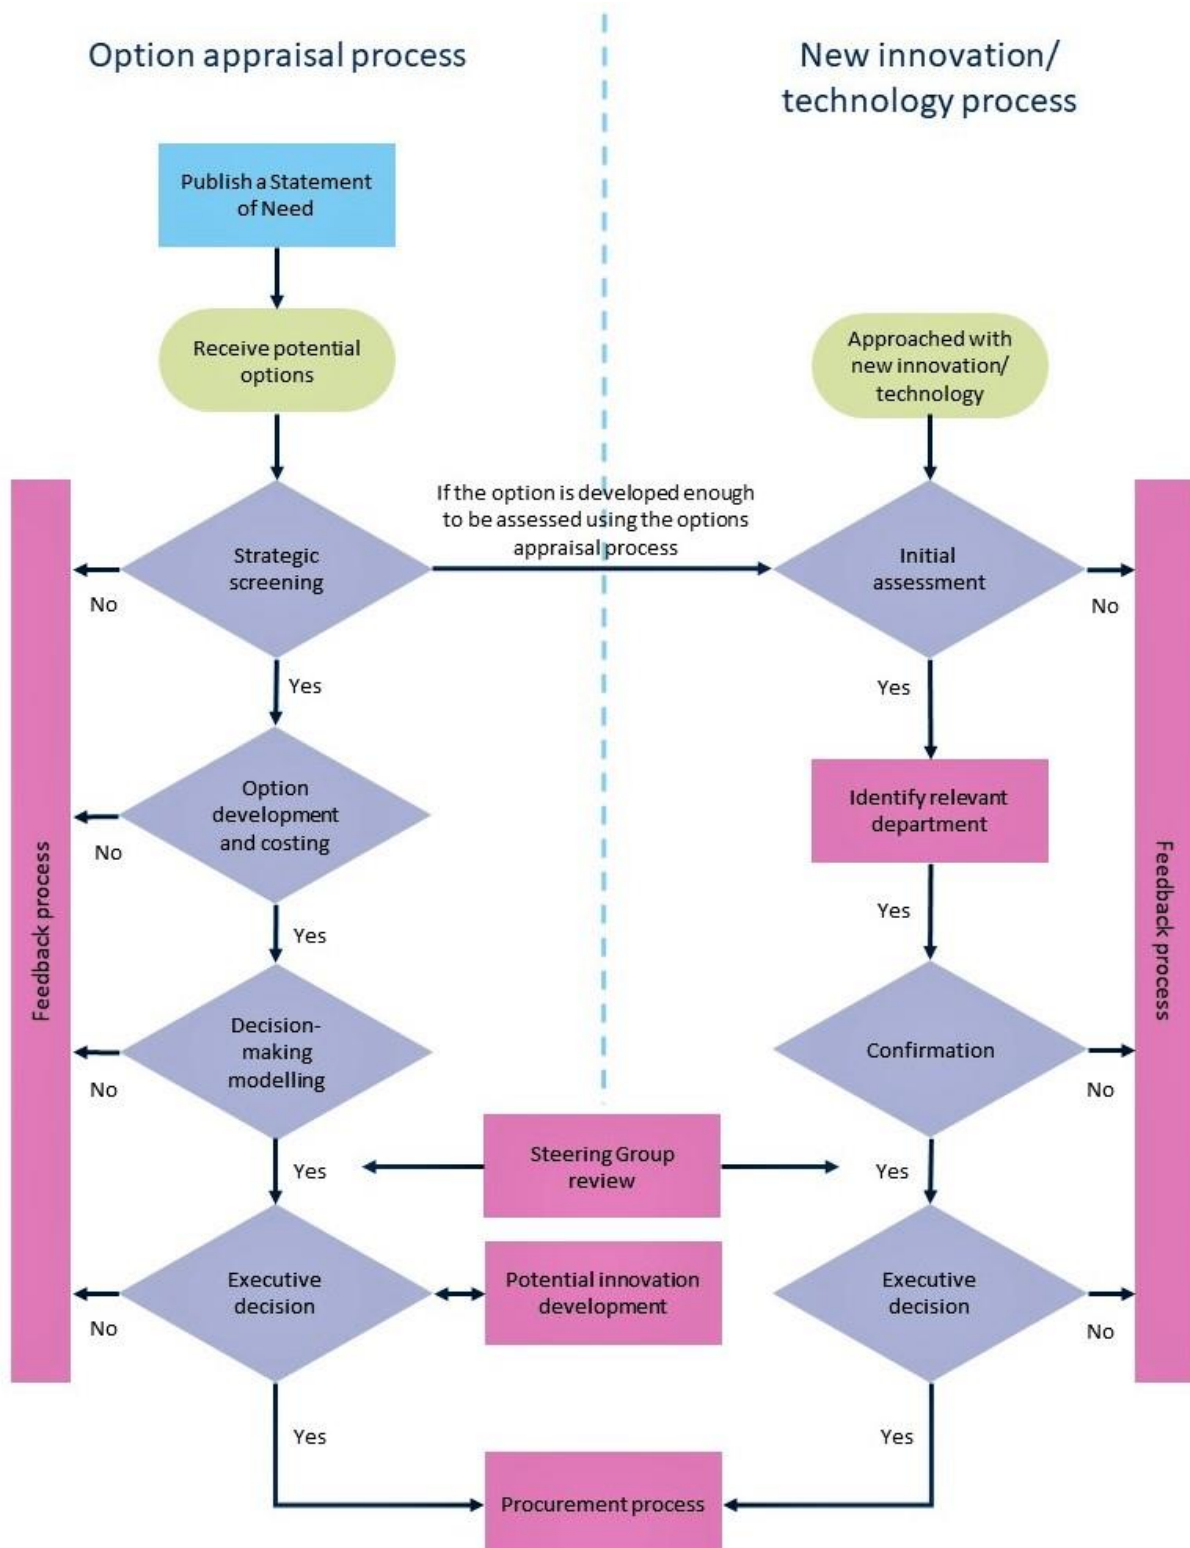 Option appraisal process
New innovation/
technology process
Publish a Statement
of Need
Receive potential
options
Approached with
new innovation/
technology
If the option is developed enough
to be assessed using the options
appraisal process
Strategic
screening
Initial
assessment
No
No
Yes
Yes
Option
development
and costing
Identify relevant
department
No
Yes
Yes
Feedback process
Feedback process
Decision-
making
modelling
Confirmation
No
No
Steering Group
review
Yes
Yes
Executive
decision
Potential innovation
development
Executive
decision
No
No
Yes
Yes
Procurement process